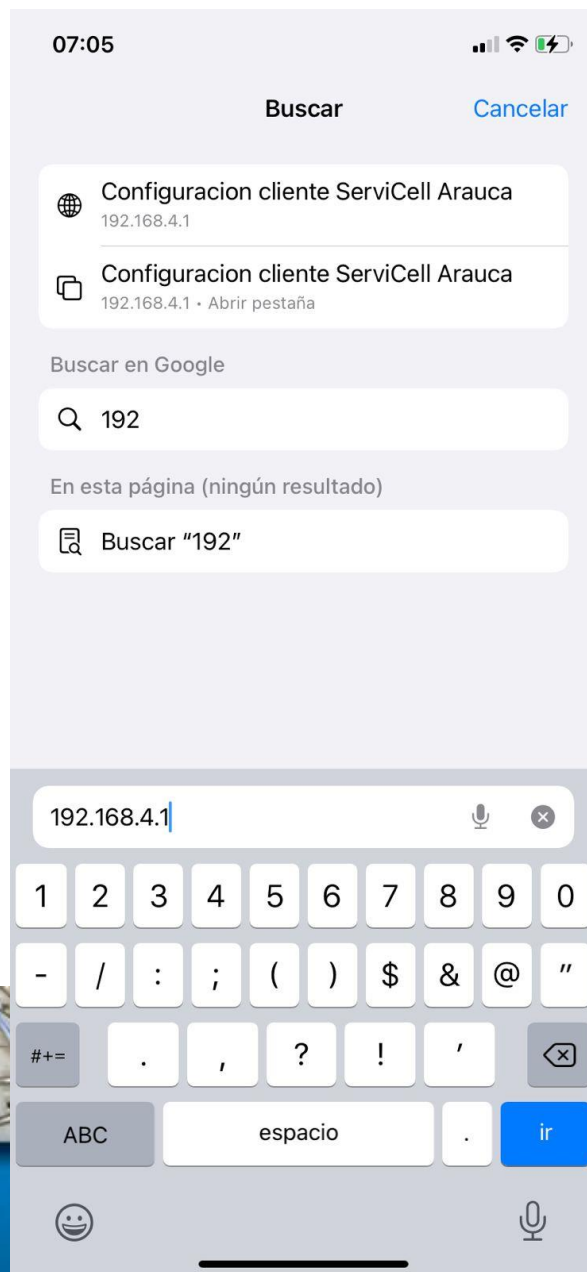 07:05
Buscar
Cancelar
Configuracion cliente ServiCell Arauca
192.168.4.1
Configuracion cliente ServiCell Arauca
192.168.4.1 • Abrir pestaña
Buscar en Google
192
En esta página (ningún resultado)
Buscar “192”
192.168.4.1
1 2 3 4 5 6 7 8 9 0
- / : ; ( ) $ & @ "
#+= . , ? ! ′
ABC espacio . ir